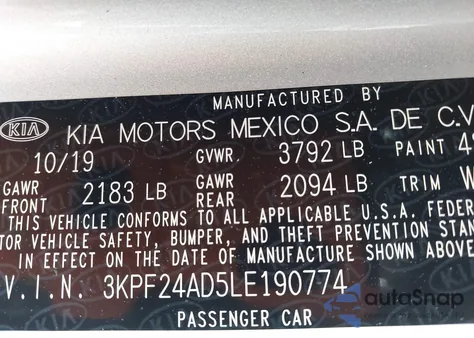 MANUFACTURED BY
KIA KIA MOTORS MEXICO S.A. DE C.V
10/19 GVWR. 3792 LB PAINT
GAWR FRONT 2183 LB GAWR REAR 2094 LB TRIM
THIS VEHICLE CONFORMS TO ALL APPLICABLE U.S.A. FEDER
TOR VEHICLE SAFETY, BUMPER, AND THEFT PREVENTION STAN
IN EFFECT ON THE DATE OF MANUFACTURE SHOWN ABOVE
V.I.N. 3KPF24AD5LE190774
PASSENGER CAR
autoSnap